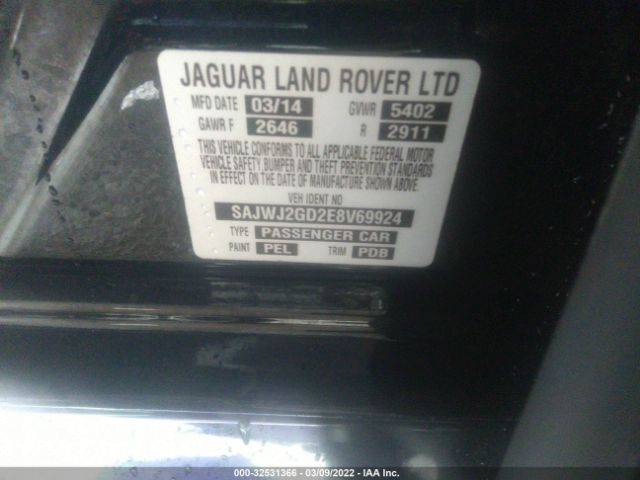 JAGUAR LAND ROVER LTD
MFD DATE 03/14 GVWR 5402
GAWR F 2646 R 2911
THIS VEHICLE CONFORMS TO ALL APPLICABLE FEDERAL MOTOR
VEHICLE SAFETY, BUMPER AND THEFT PREVENTION STANDARDS
IN EFFECT ON THE DATE OF MANUFACTURE SHOWN ABOVE.
VEH IDENT NO
SAJWJ2GD2E8V69924
TYPE PASSENGER CAR
PAINT PEL TRIM PDB
000-32531366 — 03/09/2022 — IAA Inc.